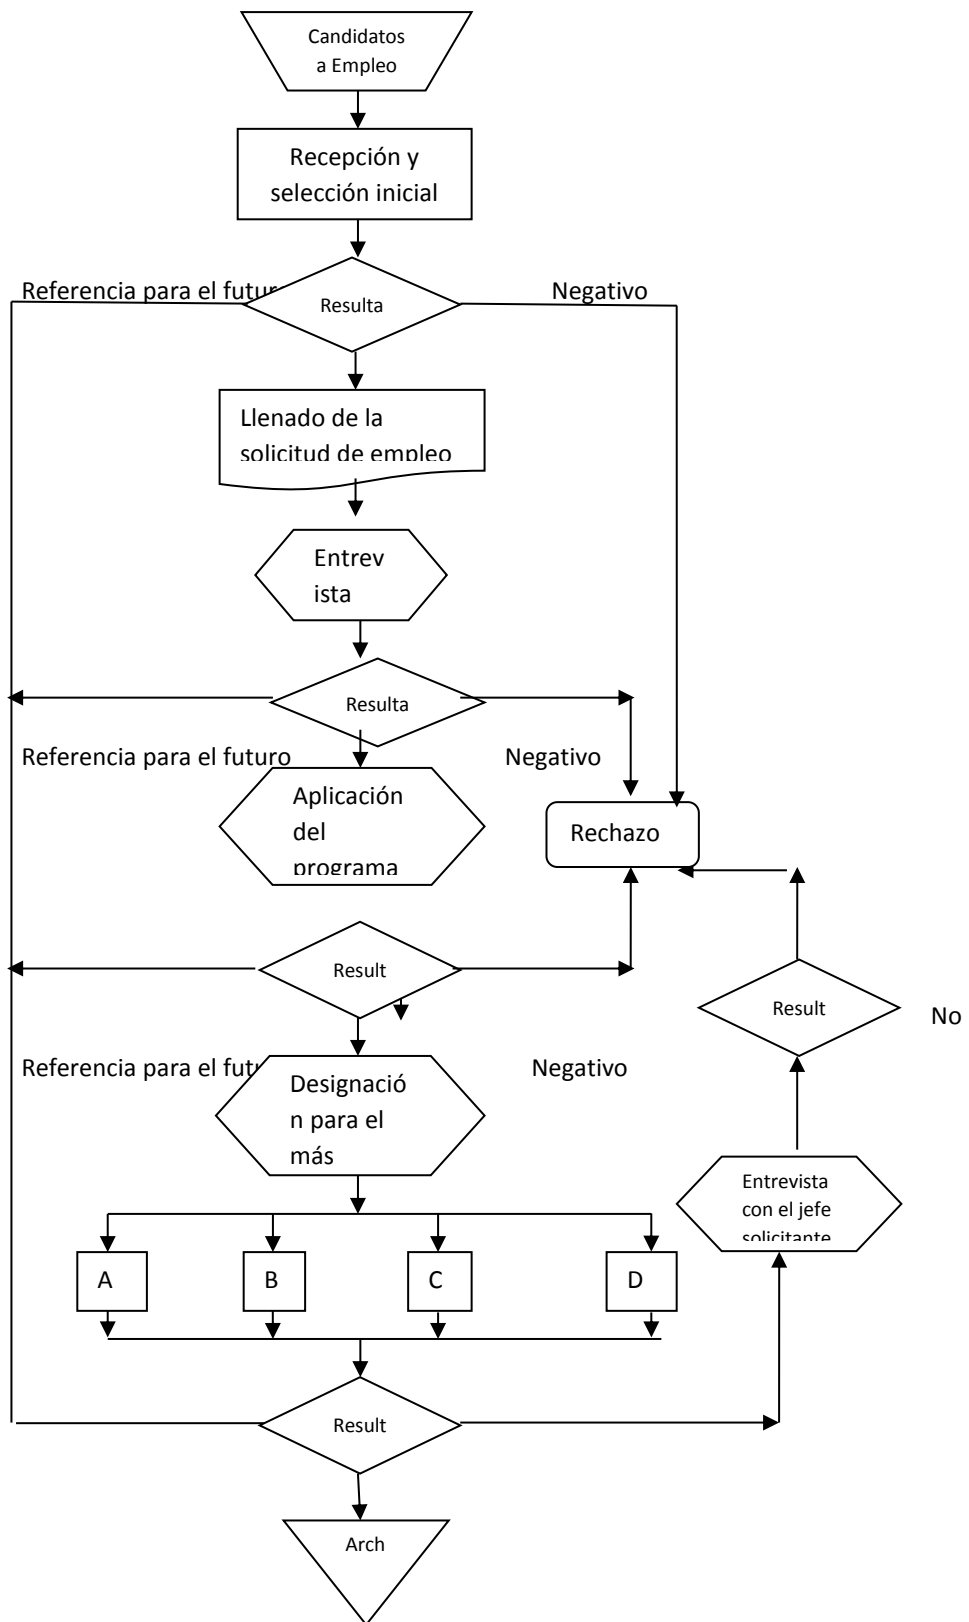 Candidatos
a Empleo
Recepción y
selección inicial
Referencia para el futuro
Negativo
Resulta
Llenado de la
solicitud de empleo
Entrev
ista
Resulta
Referencia para el futuro
Negativo
Aplicación
del
programa
Rechazo
Result
Result
No
Referencia para el futu
Negativo
Designació
n para el
más
Entrevista
con el jefe
solicitante
A
B
C
D
Result
Arch